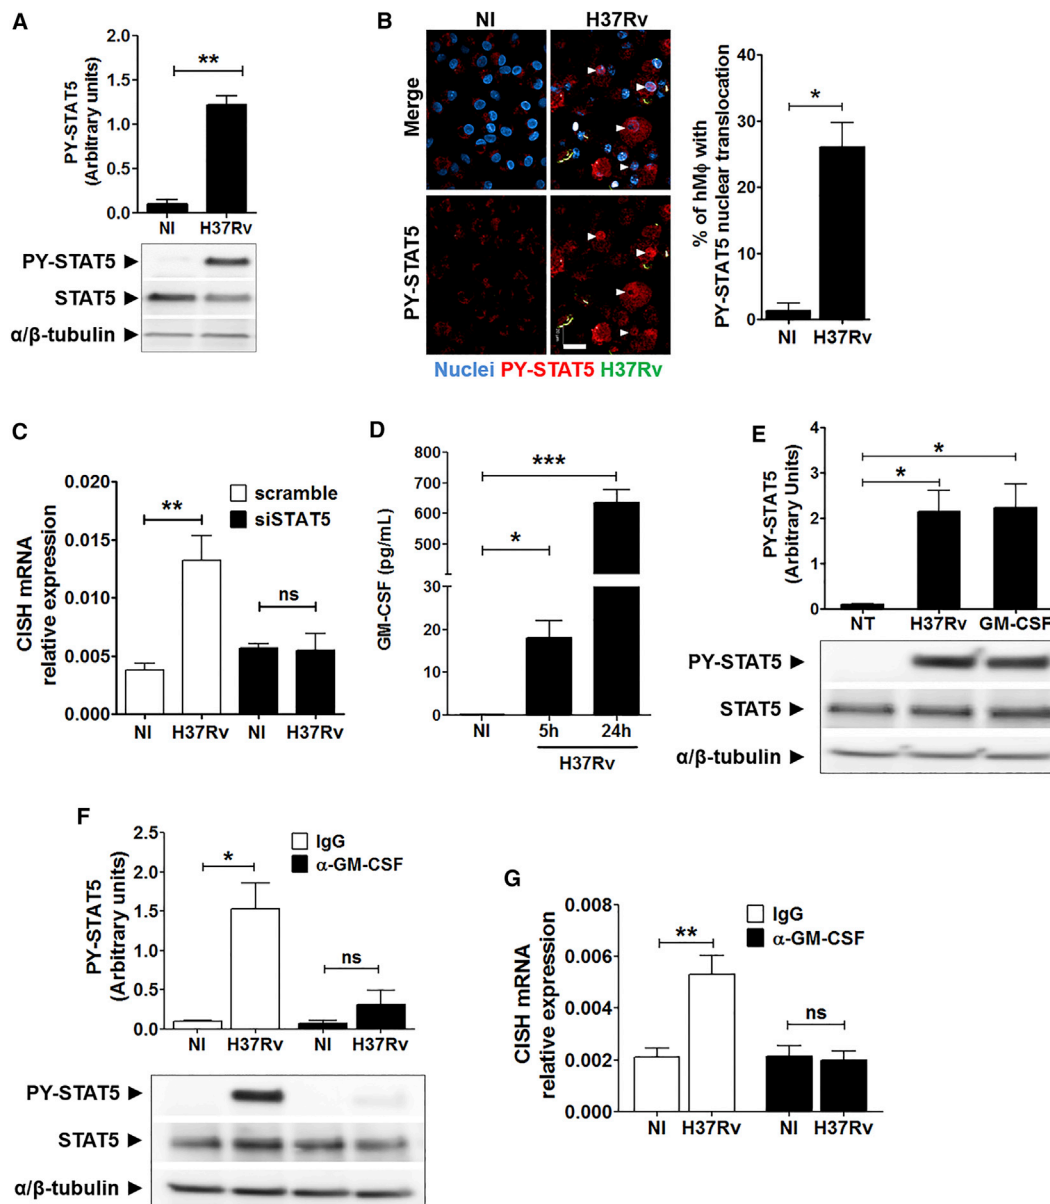 A
PY-STAT5
(Arbitrary units)
2.0
1.5
1.0
0.5
0.0
**
NI H37Rv
PY-STAT5
STAT5
α/β-tubulin
B
NI H37Rv
Merge
PY-STAT5
Nuclei PY-STAT5 H37Rv
% of hMϕ with
PY-STAT5 nuclear translocation
40
30
20
10
0
*
NI H37Rv
C
CISH mRNA
relative expression
0.020
0.015
0.010
0.005
0.000
scramble
siSTAT5
**
ns
NI H37Rv NI H37Rv
D
GM-CSF (pg/mL)
800
700
600
500
30
20
10
0
***
*
NI 5h 24h
H37Rv
E
PY-STAT5
(Arbitrary Units)
4
3
2
1
0
*
*
NT H37Rv GM-CSF
PY-STAT5
STAT5
α/β-tubulin
F
PY-STAT5
(Arbitrary units)
2.5
2.0
1.5
1.0
0.5
0.0
IgG
α-GM-CSF
*
ns
NI H37Rv NI H37Rv
PY-STAT5
STAT5
α/β-tubulin
G
CISH mRNA
relative expression
0.008
0.006
0.004
0.002
0.000
IgG
α-GM-CSF
**
ns
NI H37Rv NI H37Rv